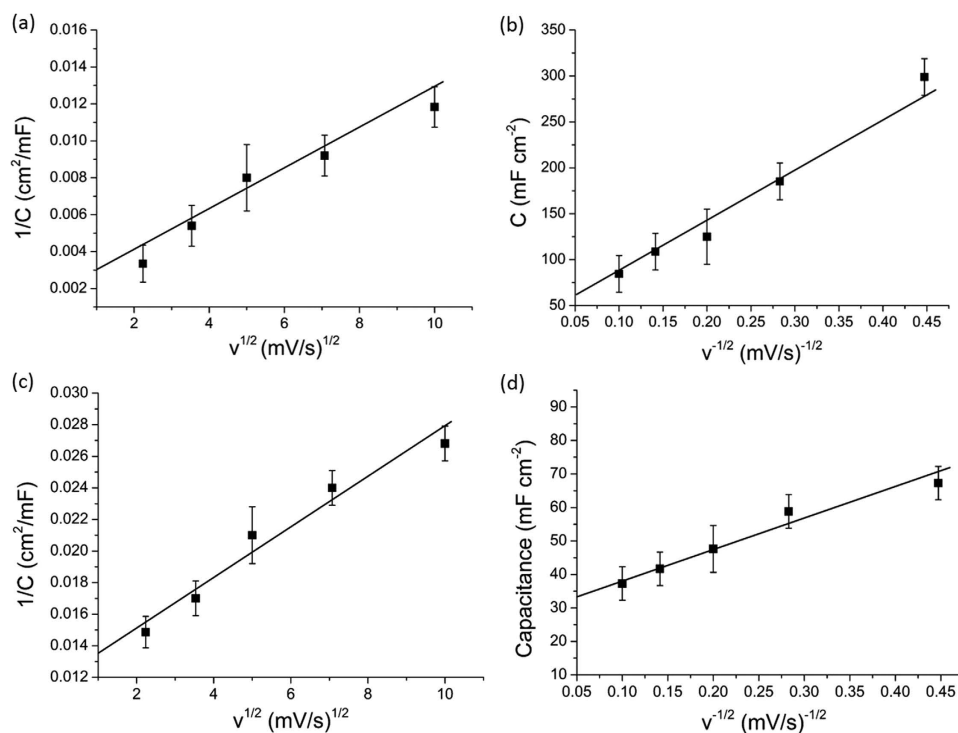 (a)
0.016
0.014
0.012
0.010
0.008
0.006
0.004
0.002
1/C (cm²/mF)
2 4 6 8 10
v^1/2 (mV/s)^1/2
(b)
350
300
250
200
150
100
50
C (mF cm⁻²)
0.05 0.10 0.15 0.20 0.25 0.30 0.35 0.40 0.45
v^-1/2 (mV/s)^-1/2
(c)
0.030
0.028
0.026
0.024
0.022
0.020
0.018
0.016
0.014
0.012
1/C (cm²/mF)
2 4 6 8 10
v^1/2 (mV/s)^1/2
(d)
90
80
70
60
50
40
30
20
10
Capacitance (mF cm⁻²)
0.05 0.10 0.15 0.20 0.25 0.30 0.35 0.40 0.45
v^-1/2 (mV/s)^-1/2